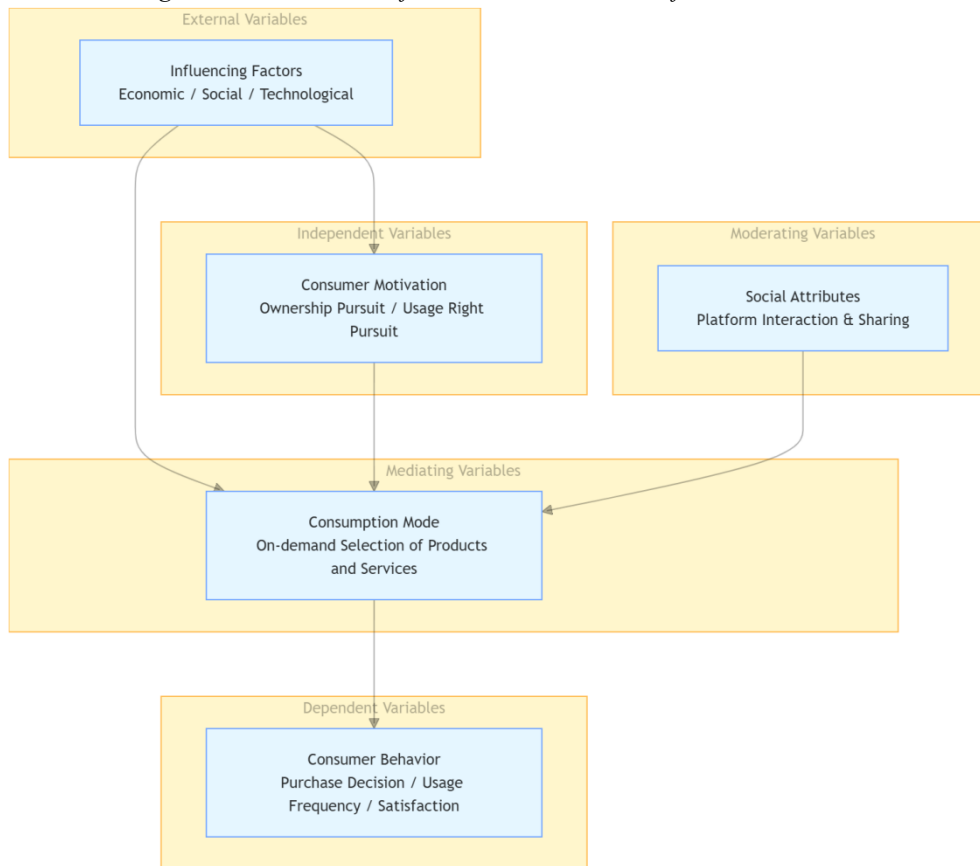 External Variables
Influencing Factors
Economic / Social / Technological
Independent Variables
Consumer Motivation
Ownership Pursuit / Usage Right
Pursuit
Moderating Variables
Social Attributes
Platform Interaction & Sharing
Mediating Variables
Consumption Mode
On-demand Selection of Products
and Services
Dependent Variables
Consumer Behavior
Purchase Decision / Usage
Frequency / Satisfaction